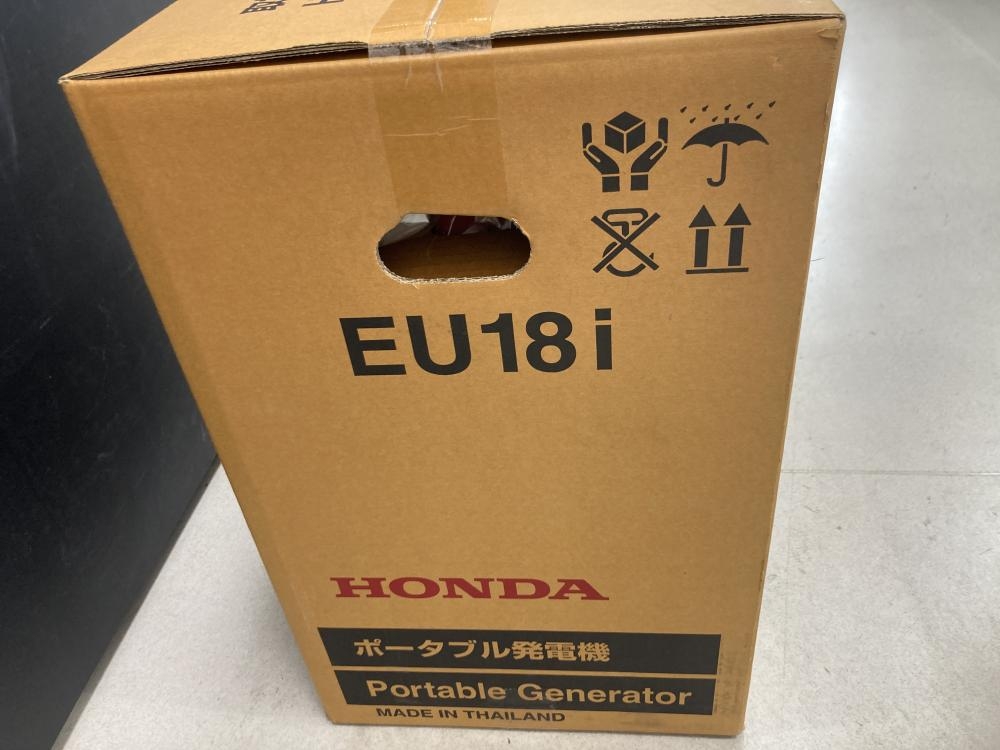 EU18i
HONDA
ポータブル発電機
Portable Generator
MADE IN THAILAND